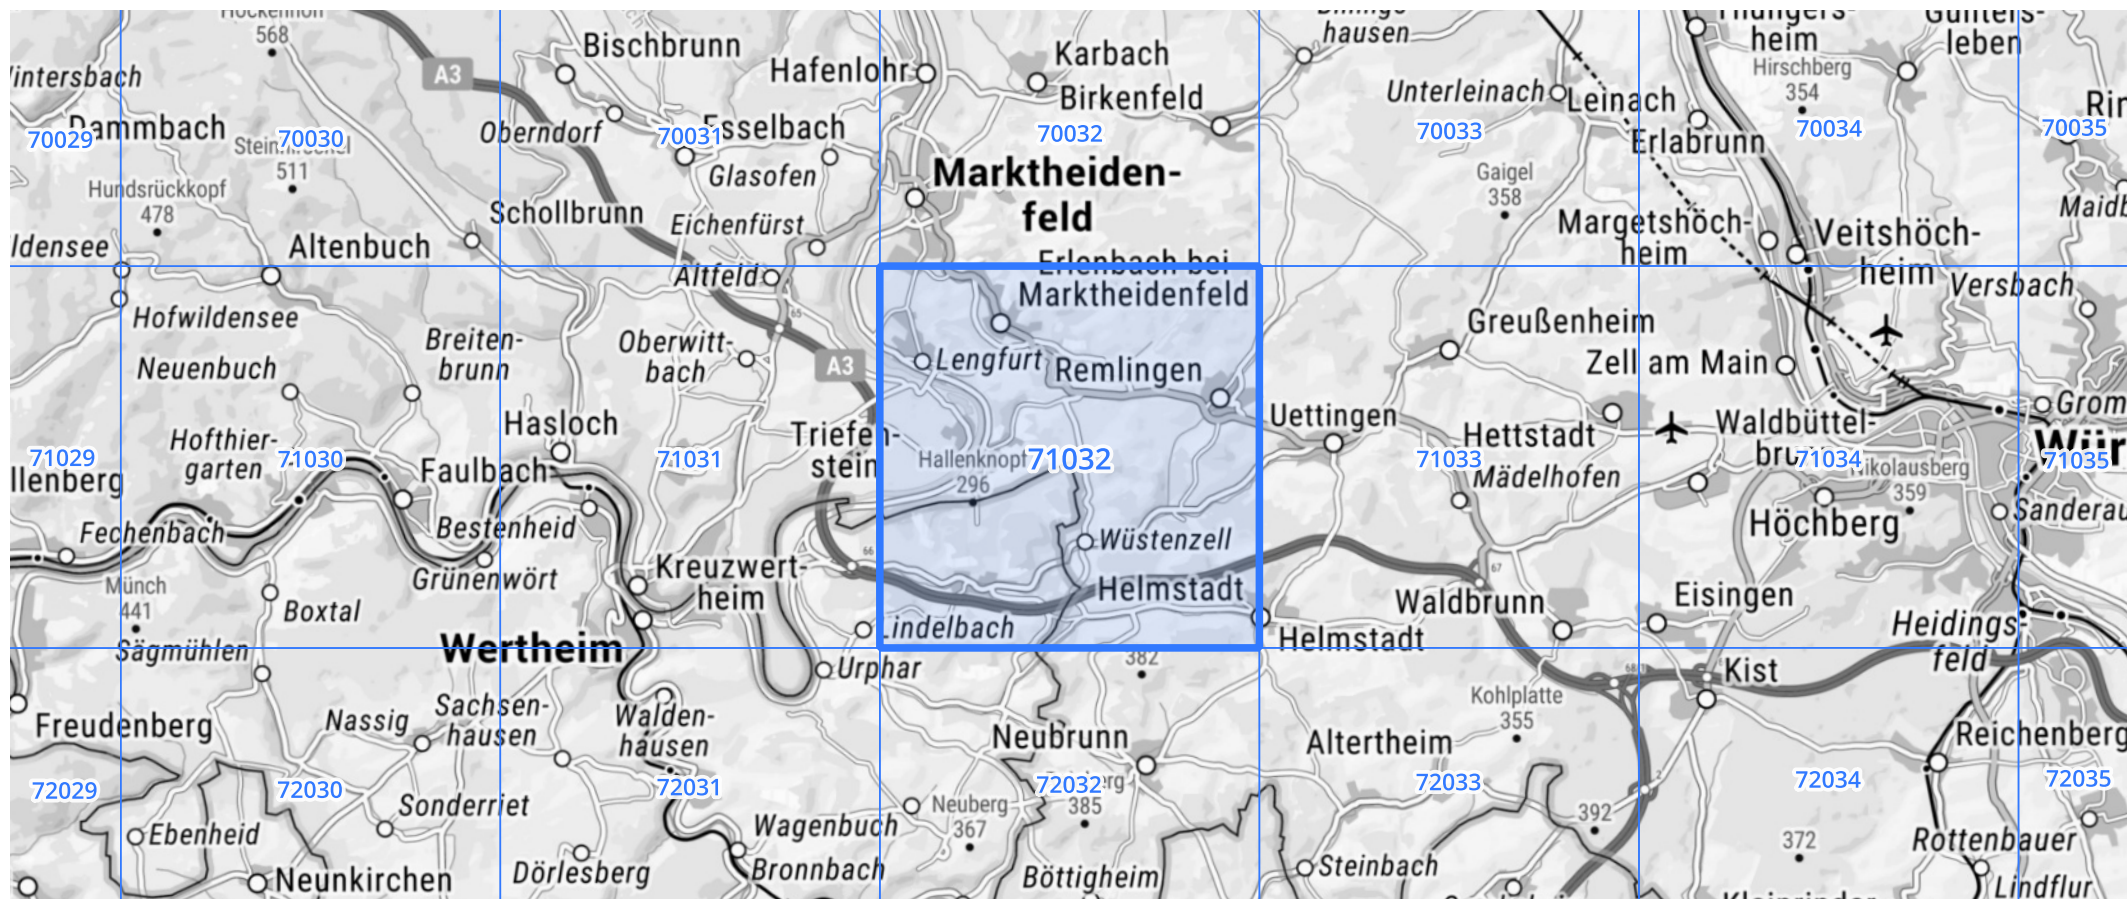 568
Bischbrunn
A3
Hafenlohr
Karbach
Birkenfeld
hausen
Unterleinach
Leinach
heim
Hirschberg
354
leben
Dammbach
70029
70030
511
Oberndorf
70031
Esselbach
Glasofen
70032
70033
Erlabrunn
70034
70035
Hundsrückkopf
478
Schollbrunn
Eichenfürst
Marktheiden-
feld
Gaigel
358
Margetshöch-
heim
Veitshöch-
heim
Altenbuch
Altfeld
Erlenbach bei
Marktheidenfeld
Versbach
Hofwildensee
Neuenbuch
Breiten-
brunn
Oberwitt-
bach
65
A3
Lengfurt
Remlingen
Greußenheim
Zell am Main
Hofthier-
garten
71029
71030
Hasloch
Faulbach
71031
Triefen-
stein
Hallenknopf
296
71032
Uettingen
71033
Hettstadt
Mädelhofen
Waldbüttel-
71034
359
71035
Fechenbach
Bestenheid
Grünenwört
Kreuzwert-
heim
66
Wüstenzell
Helmstadt
67
Höchberg
Münch
441
Boxtal
Sägmühlen
Wertheim
Lindelbach
Urphar
Helmstadt
Waldbrunn
Eisingen
Heidings-
feld
Freudenberg
Nassig
Sachsen-
hausen
Walden-
hausen
382
Neubrunn
Altertheim
Kohlplatte
355
Kist
Reichenberg
72029
72030
72031
72032
72033
72034
72035
Ebenheid
Sonderriet
Wagenbuch
Neuberg
367
385
392
2
372
Rottenbauer
Neunkirchen
Dörlesberg
Bronnbach
Böttigheim
Steinbach
Lindflur